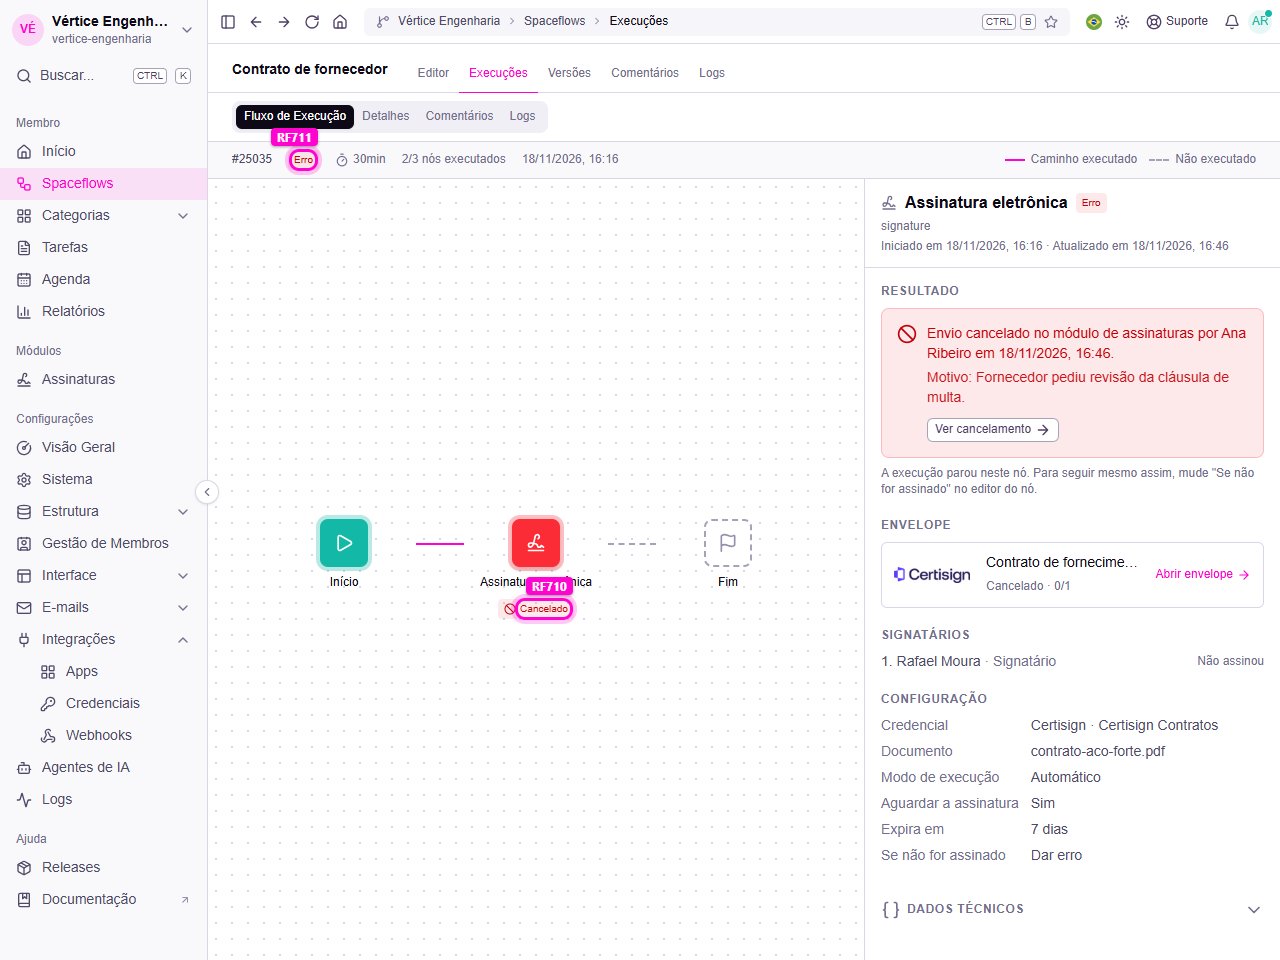 VÉ
Vértice Engenh...
vertice-engenharia
Buscar...
CTRL
K
Membro
Início
Spaceflows
Categorias
Tarefas
Agenda
Relatórios
Módulos
Assinaturas
Configurações
Visão Geral
Sistema
Estrutura
Gestão de Membros
Interface
E-mails
Integrações
Apps
Credenciais
Webhooks
Agentes de IA
Logs
Ajuda
Releases
Documentação
Vértice Engenharia
Spaceflows
Execuções
CTRL
B
Suporte
AR
Contrato de fornecedor
Editor
Execuções
Versões
Comentários
Logs
Fluxo de Execução
Detalhes
Comentários
Logs
RF711
#25035
Erro
30min
2/3 nós executados
18/11/2026, 16:16
Caminho executado
Não executado
Início
RF710
Cancelado
Fim
Assinatura eletrônica
Erro
signature
Iniciado em 18/11/2026, 16:16 · Atualizado em 18/11/2026, 16:46
RESULTADO
Envio cancelado no módulo de assinaturas por Ana
Ribeiro em 18/11/2026, 16:46.
Motivo: Fornecedor pediu revisão da cláusula de
multa.
Ver cancelamento
A execução parou neste nó. Para seguir mesmo assim, mude "Se não
for assinado" no editor do nó.
ENVELOPE
Certisign
Contrato de fornecime...
Cancelado · 0/1
Abrir envelope
SIGNATÁRIOS
1. Rafael Moura · Signatário
Não assinou
CONFIGURAÇÃO
Credencial
Certisign · Certisign Contratos
Documento
contrato-aco-forte.pdf
Modo de execução
Automático
Aguardar a assinatura
Sim
Expira em
7 dias
Se não for assinado
Dar erro
{ } DADOS TÉCNICOS